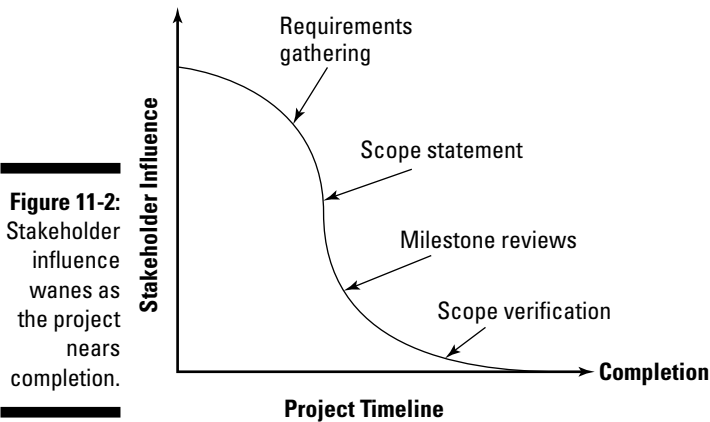 Requirements
gathering
Scope statement
Milestone reviews
Scope verification
Stakeholder Influence
Completion
Project Timeline
Figure 11-2:
Stakeholder
influence
wanes as
the project
nears
completion.